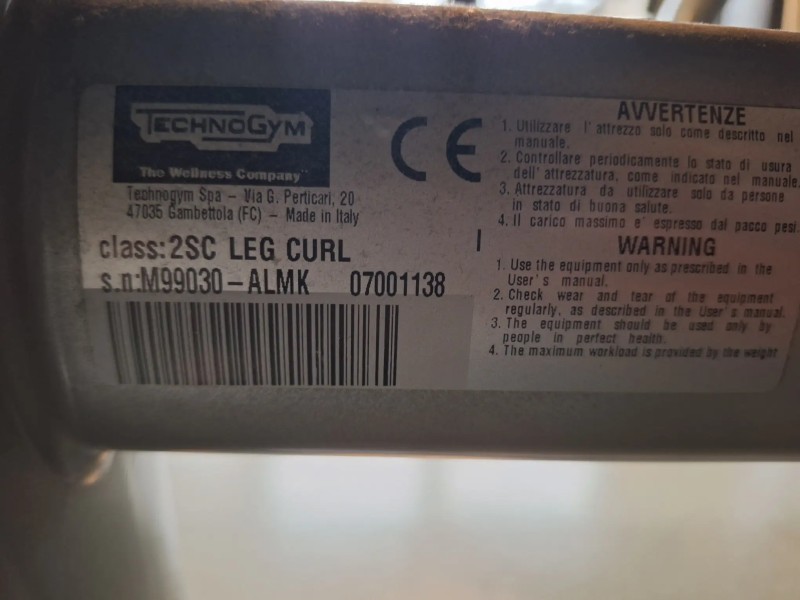 TECHNOGYM
The Wellness Company™
Technogym Spa - Via G. Perticari, 20
47035 Gambettola (FC) - Made in Italy
CE
class: 2SC LEG CURL
s.n: M99030-ALMK 07001138
I
AVVERTENZE
1. Utilizzare l'attrezzo solo come descritto nel
manuale.
2. Controllare periodicamente lo stato di usura
dell'attrezzatura, come indicato nel manuale.
3. Attrezzatura da utilizzare solo da persone
in stato di buona salute.
4. Il carico massimo e' espresso dal pacco pesi.
WARNING
1. Use the equipment only as prescribed in the
User's manual.
2. Check wear and tear of the equipment
regularly, as described in the User's manual.
3. The equipment should be used only by
people in perfect health.
4. The maximum workload is provided by the weight